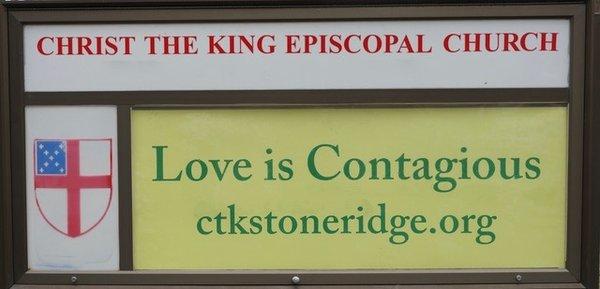 CHRIST THE KING EPISCOPAL CHURCH
Love is Contagious
ctkstoneridge.org